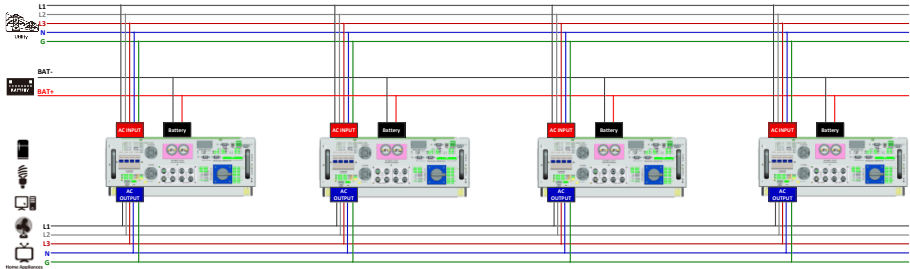 L1
L2
L3
N
G
Utility
BAT-
BAT+
BATTERY
AC INPUT
Battery
AC INPUT
Battery
AC INPUT
Battery
AC INPUT
Battery
AC
OUTPUT
AC
OUTPUT
AC
OUTPUT
AC
OUTPUT
L1
L2
L3
N
G
Home Appliances